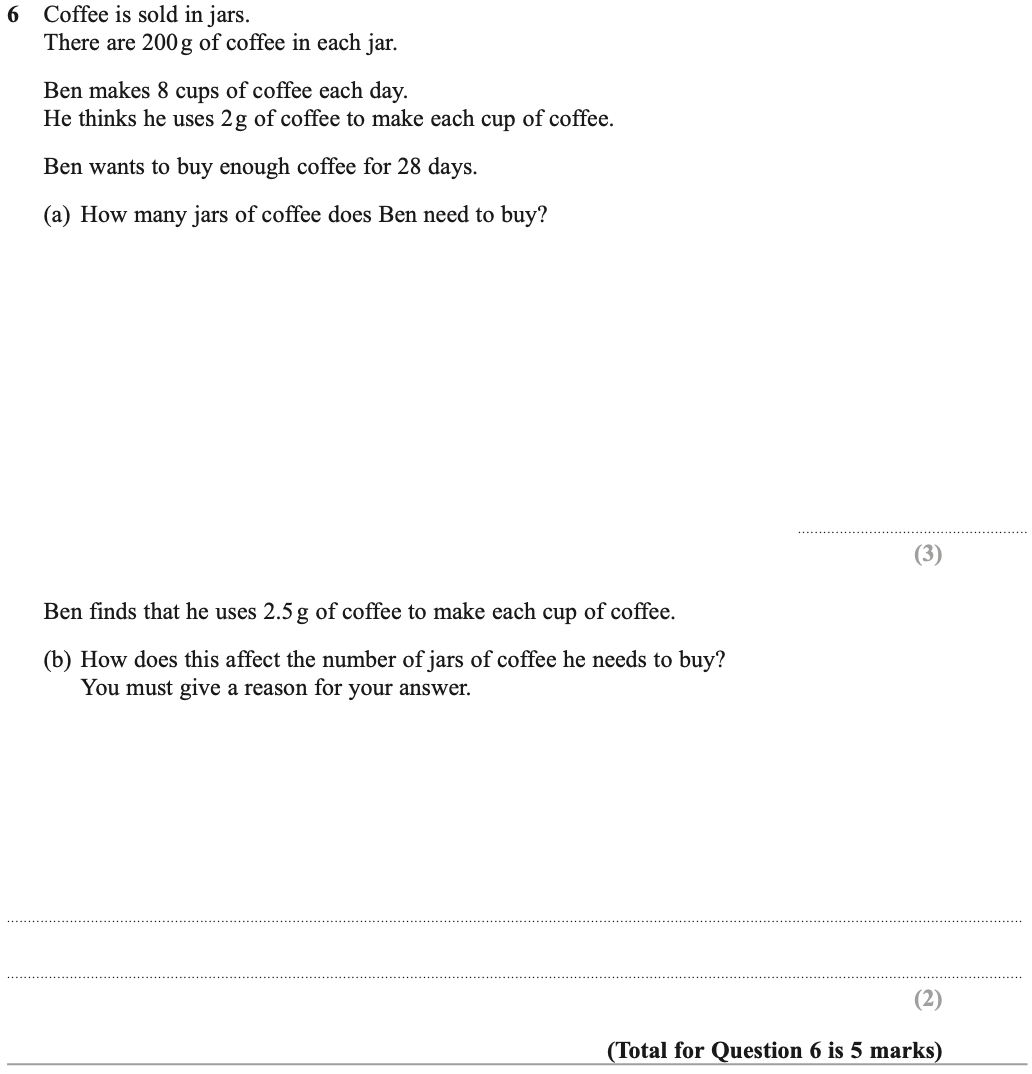 6 Coffee is sold in jars.
There are 200 g of coffee in each jar.
Ben makes 8 cups of coffee each day.
He thinks he uses 2 g of coffee to make each cup of coffee.
Ben wants to buy enough coffee for 28 days.
(a) How many jars of coffee does Ben need to buy?
(3)
Ben finds that he uses 2.5 g of coffee to make each cup of coffee.
(b) How does this affect the number of jars of coffee he needs to buy?
You must give a reason for your answer.
(2)
(Total for Question 6 is 5 marks)